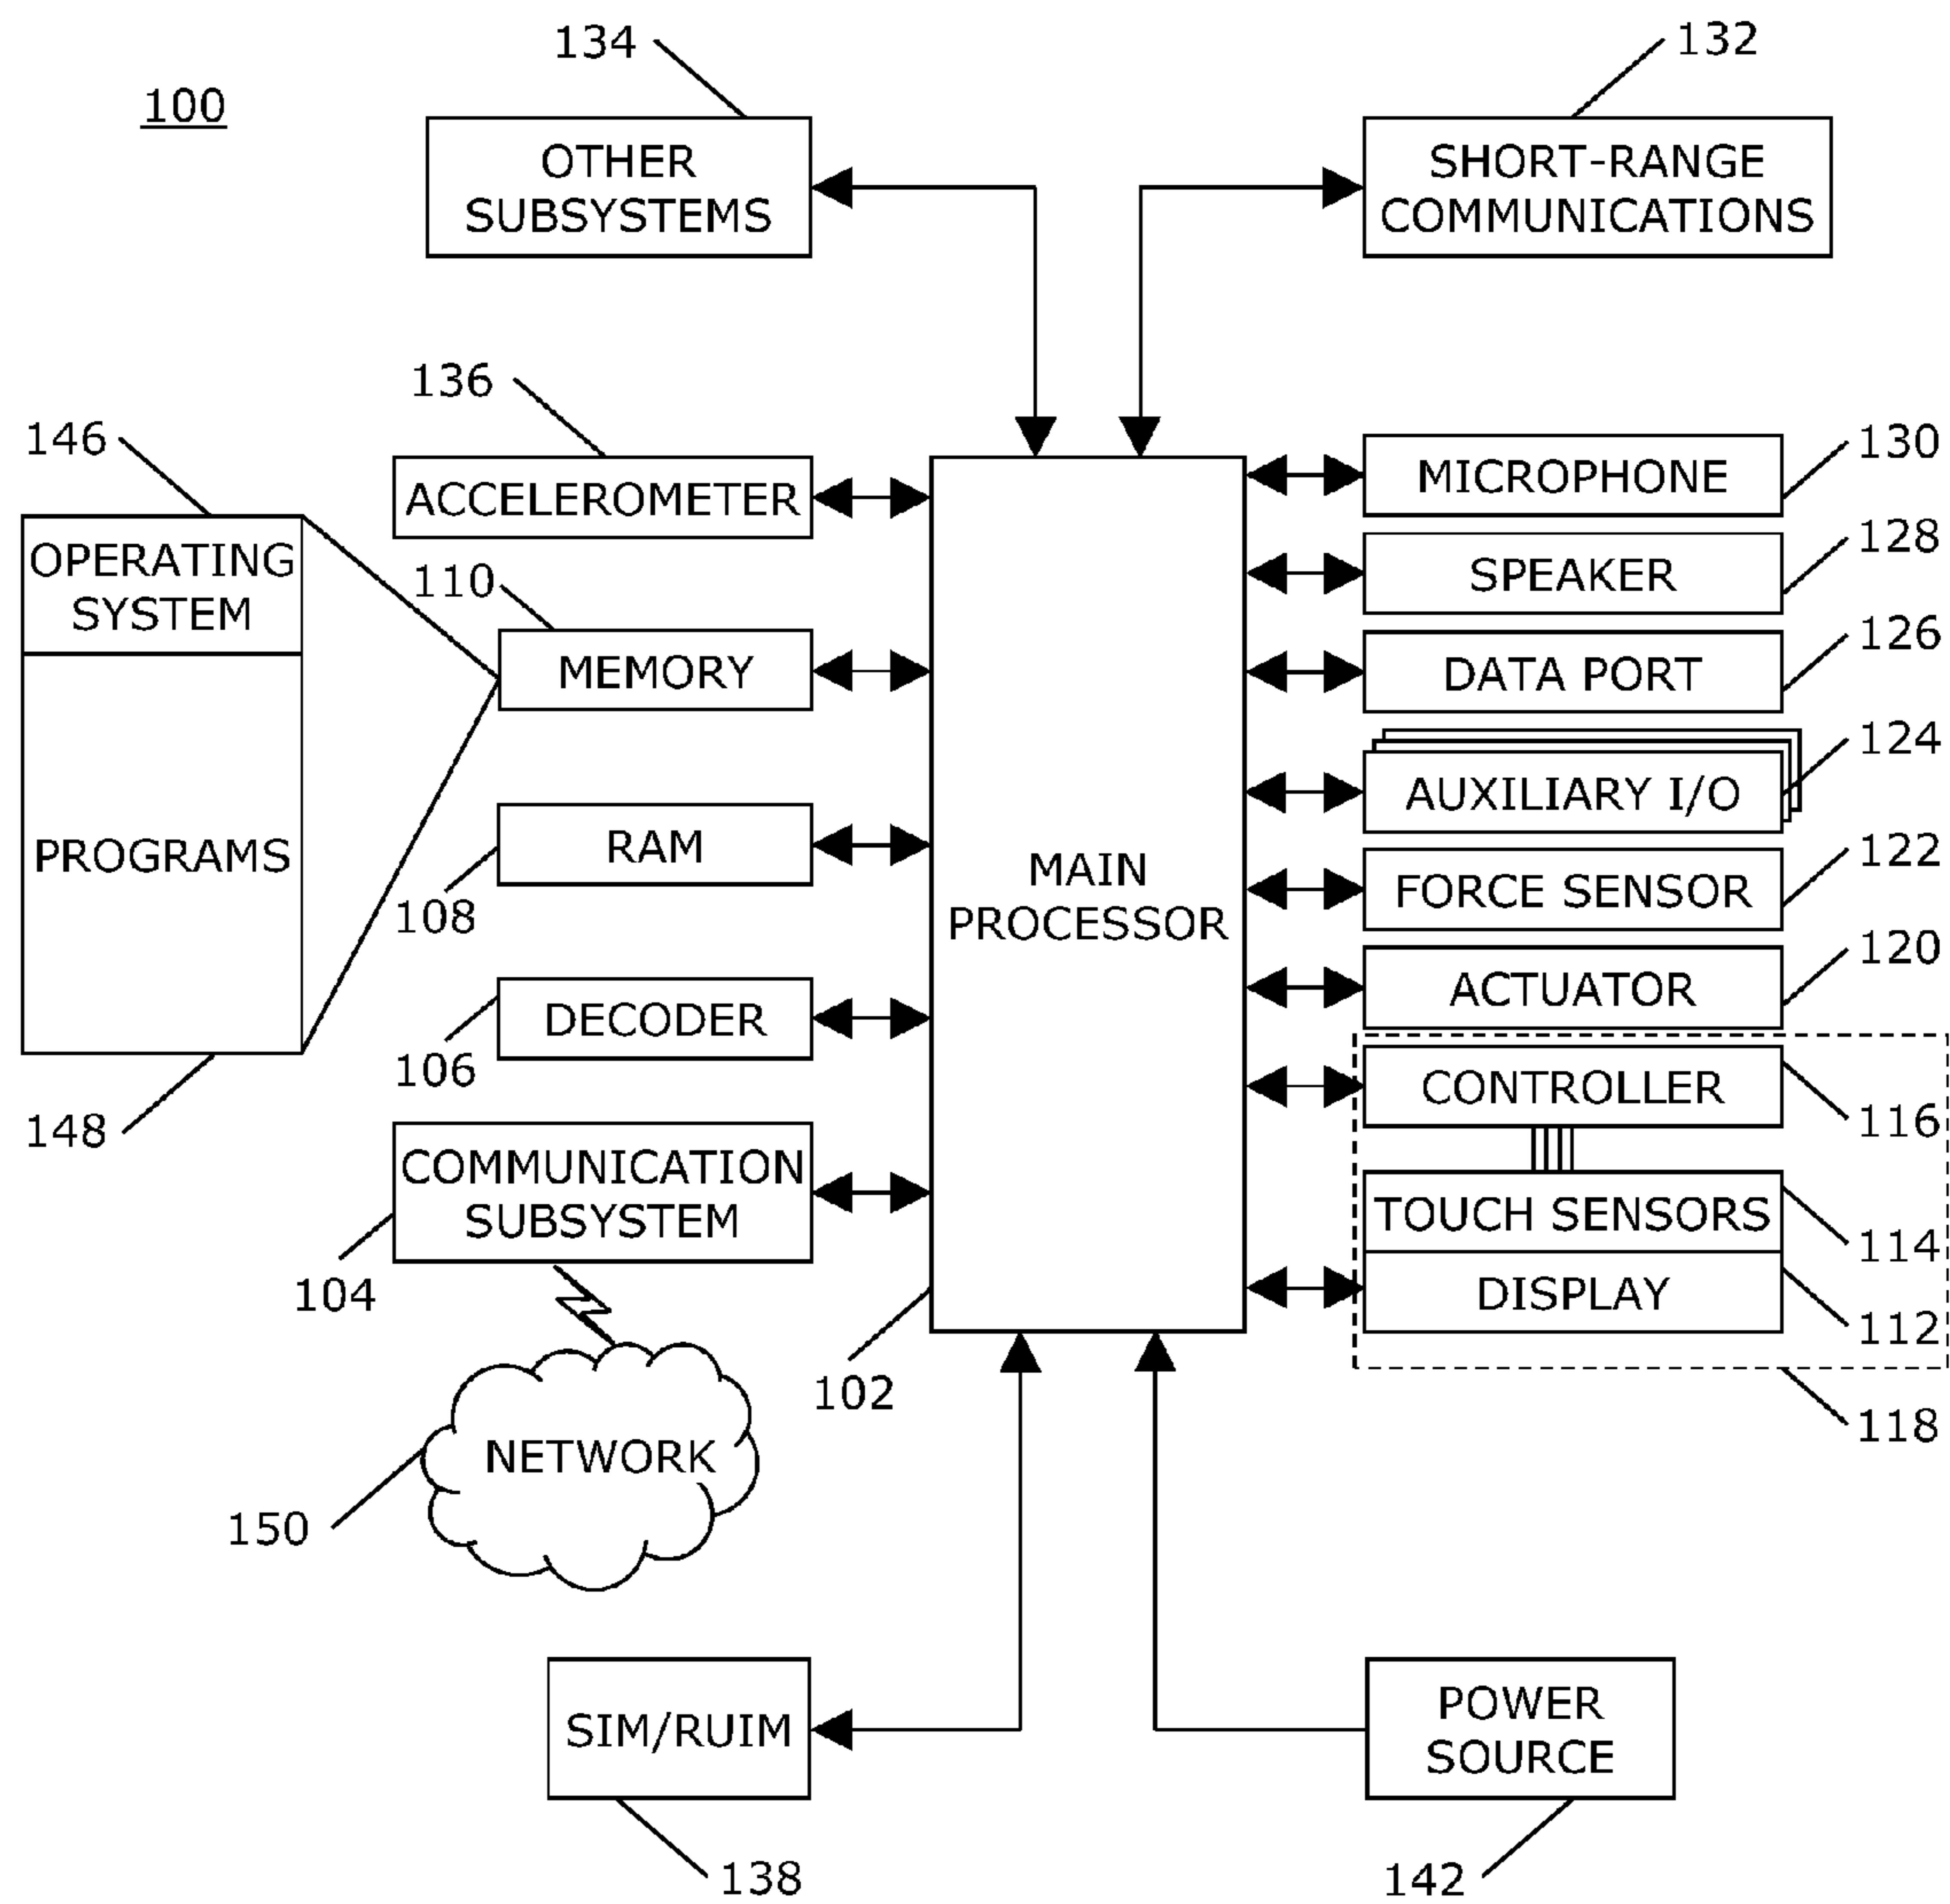 134
132
100
OTHER
SUBSYSTEMS
SHORT-RANGE
COMMUNICATIONS
136
146
130
ACCELEROMETER
MICROPHONE
OPERATING
SYSTEM
128
110
SPEAKER
MEMORY
126
DATA PORT
124
AUXILIARY I/O
PROGRAMS
RAM
MAIN
PROCESSOR
122
FORCE SENSOR
108
120
ACTUATOR
DECODER
106
CONTROLLER
148
116
COMMUNICATION
SUBSYSTEM
TOUCH SENSORS
114
104
DISPLAY
112
102
118
NETWORK
150
SIM/RUIM
POWER
SOURCE
138
142